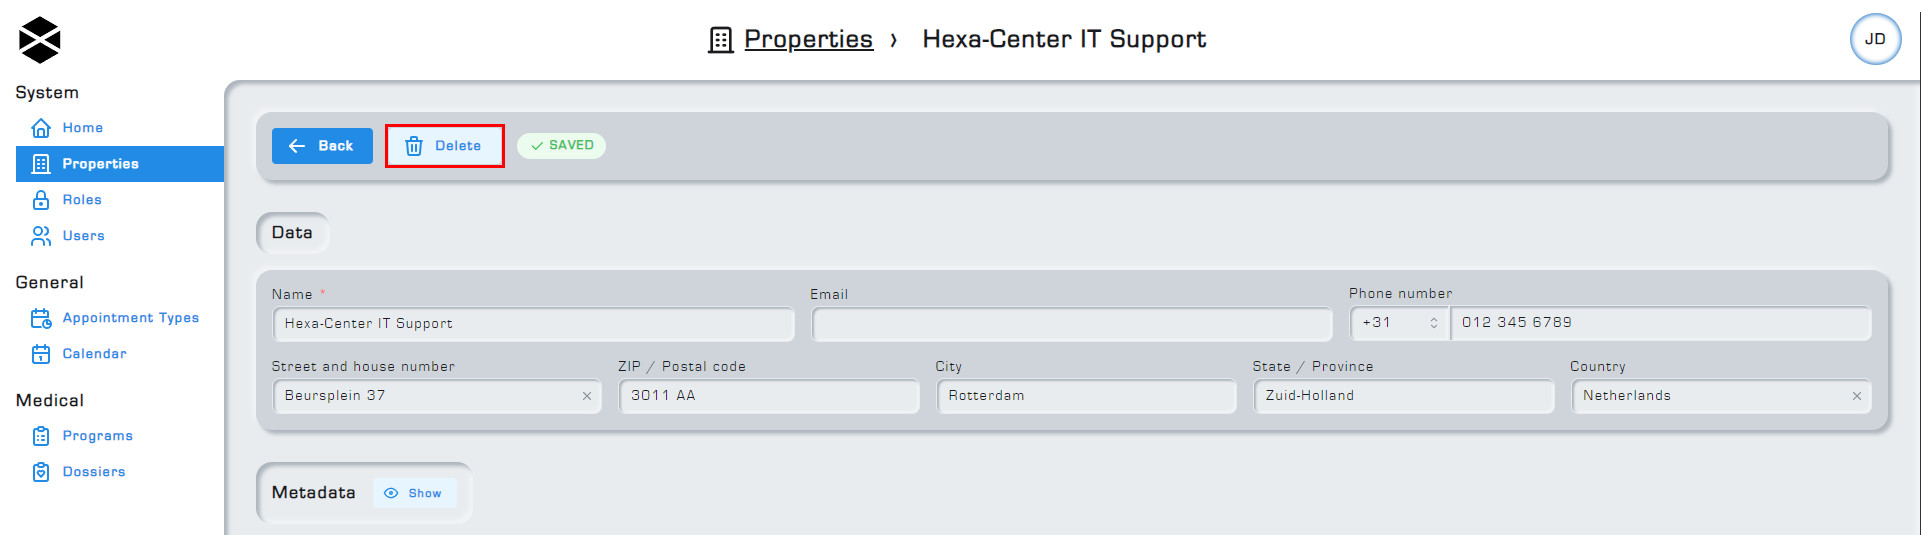 Properties › Hexa-Center IT Support
JD
System
Home
Properties
Roles
Users
General
Appointment Types
Calendar
Medical
Programs
Dossiers
Back
Delete
SAVED
Data
Name *
Email
Phone number
Hexa-Center IT Support
+31
012 345 6789
Street and house number
ZIP / Postal code
City
State / Province
Country
Beursplein 37
3011 AA
Rotterdam
Zuid-Holland
Netherlands
Metadata
Show